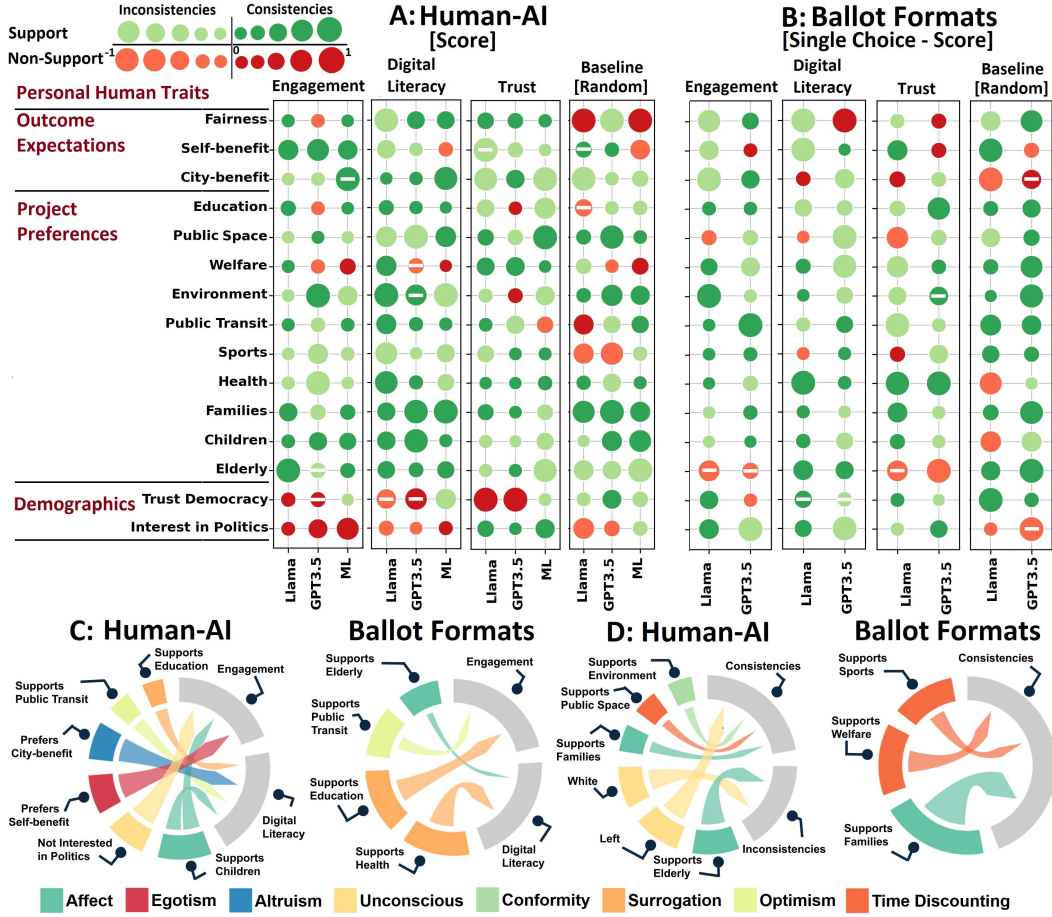 Inconsistencies Consistencies
A: Human-AI
[Score]
B: Ballot Formats
[Single Choice - Score]
Support
-1 0 1
Non-Support
Personal Human Traits
Engagement
Digital
Literacy
Trust
Baseline
[Random]
Engagement
Digital
Literacy
Trust
Baseline
[Random]
Outcome
Expectations
Fairness
Self-benefit
City-benefit
Project
Preferences
Education
Public Space
Welfare
Environment
Public Transit
Sports
Health
Families
Children
Elderly
Demographics
Trust Democracy
Interest in Politics
Llama GPT3.5 ML Llama GPT3.5 ML Llama GPT3.5 ML Llama GPT3.5 ML Llama GPT3.5 Llama GPT3.5 Llama GPT3.5 Llama GPT3.5
C: Human-AI
Supports
Education
Engagement
Supports
Public Transit
Prefers
City-benefit
Prefers
Self-benefit
Not Interested
in Politics
Supports
Children
Digital
Literacy
Ballot Formats
Supports
Elderly
Engagement
Supports
Public
Transit
Supports
Education
Supports
Health
Digital
Literacy
D: Human-AI
Supports
Environment
Consistencies
Supports
Public Space
Supports
Families
White
Left
Supports
Elderly
Inconsistencies
Ballot Formats
Supports
Sports
Consistencies
Supports
Welfare
Supports
Families
Inconsistencies
Affect Egotism Altruism Unconscious Conformity Surrogation Optimism Time Discounting